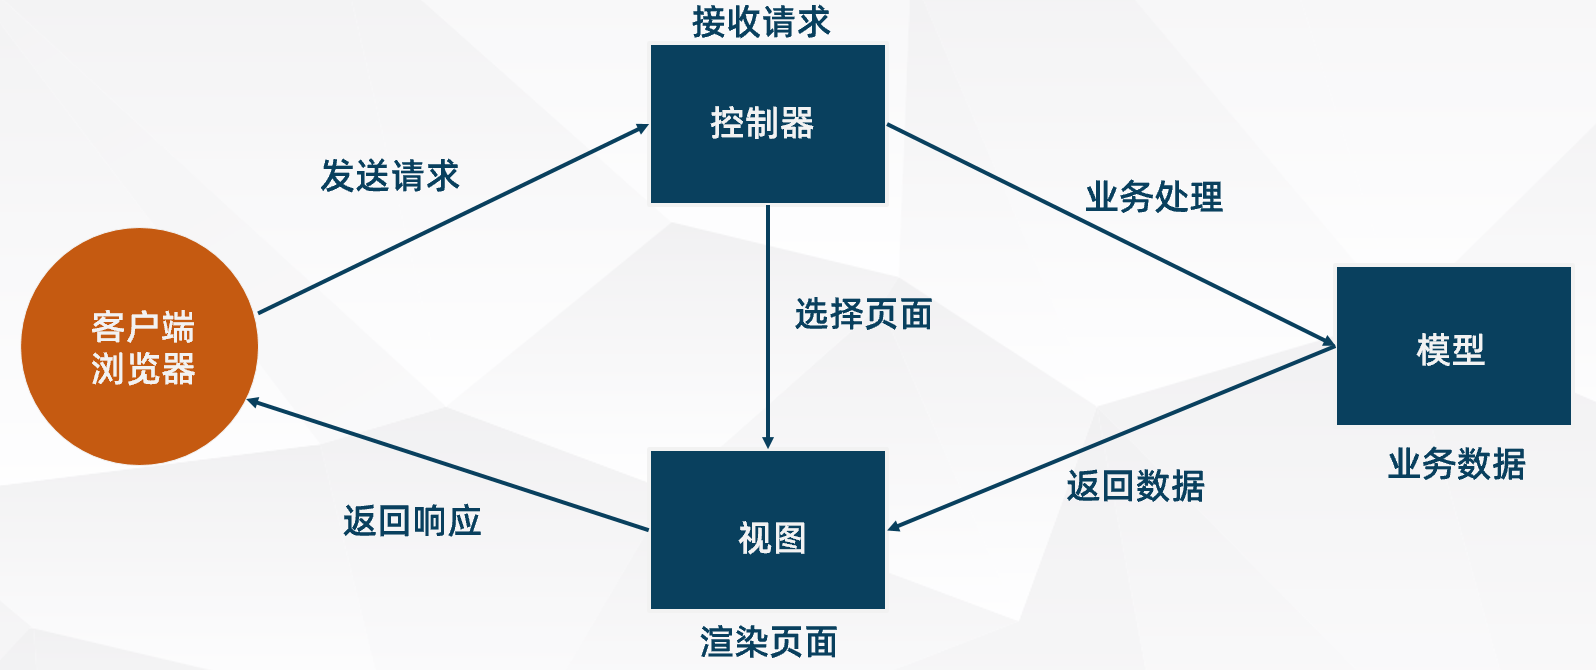 接收请求
控制器
发送请求
业务处理
客户端
浏览器
选择页面
模型
业务数据
返回数据
返回响应
视图
渲染页面